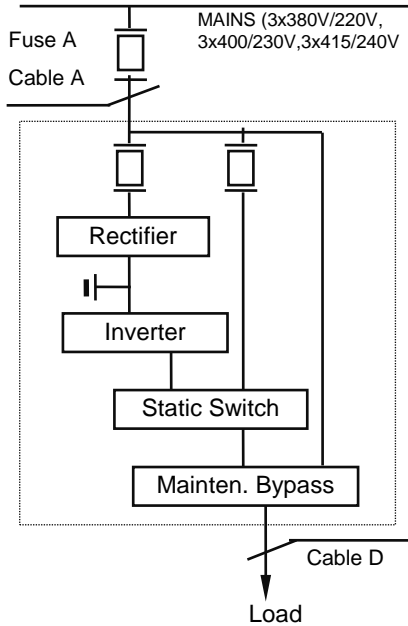 MAINS (3x380V/220V,
3x400/230V,3x415/240V
Fuse A
Cable A
Rectifier
Inverter
Static Switch
Mainten. Bypass
Cable D
Load